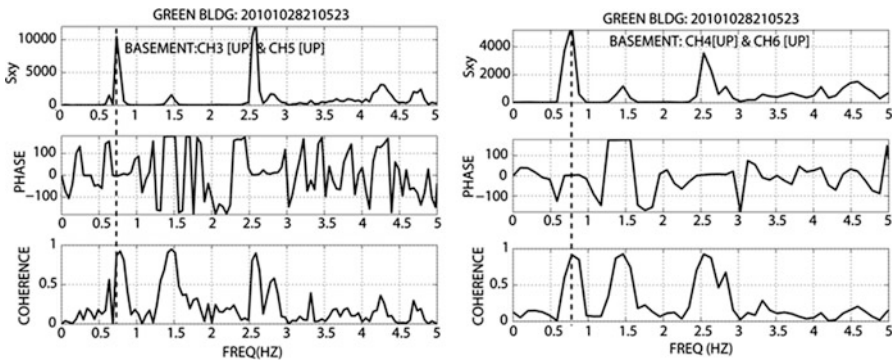 GREEN BLDG: 20101028210523
BASEMENT:CH3 [UP] & CH5 [UP]
Sxy
10000
5000
0
0 0.5 1 1.5 2 2.5 3 3.5 4 4.5 5
PHASE
100
0
−100
0 0.5 1 1.5 2 2.5 3 3.5 4 4.5 5
COHERENCE
1
0.5
0
0 0.5 1 1.5 2 2.5 3 3.5 4 4.5 5
FREQ(HZ)
GREEN BLDG: 20101028210523
BASEMENT: CH4[UP] & CH6 [UP]
Sxy
4000
2000
0
0 0.5 1 1.5 2 2.5 3 3.5 4 4.5 5
PHASE
100
0
−100
0 0.5 1 1.5 2 2.5 3 3.5 4 4.5 5
COHERENCE
1
0.5
0
0 0.5 1 1.5 2 2.5 3 3.5 4 4.5 5
FREQ (HZ)